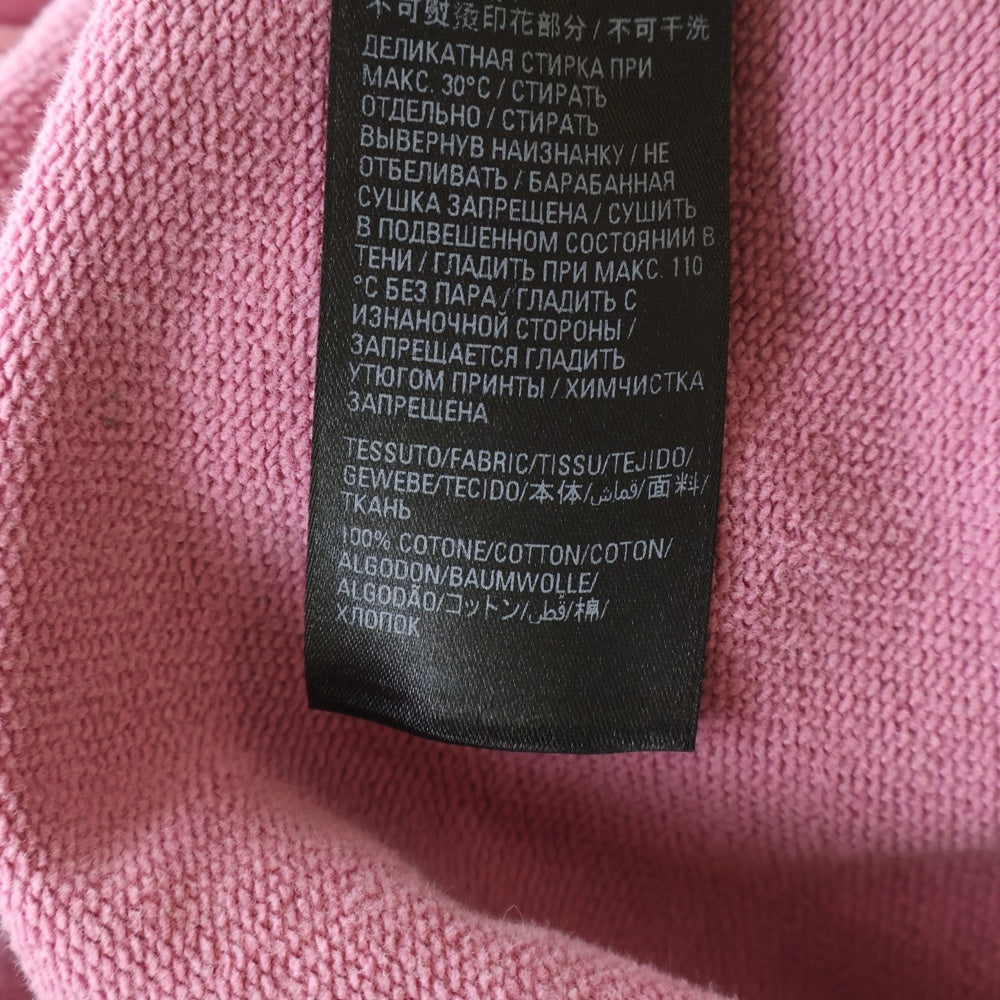 不可熨烫印花部分 / 不可干洗
ДЕЛИКАТНАЯ СТИРКА ПРИ
МАКС. 30°C / СТИРАТЬ
ОТДЕЛЬНО / СТИРАТЬ
ВЫВЕРНУВ НАИЗНАНКУ / НЕ
ОТБЕЛИВАТЬ / БАРАБАННАЯ
СУШКА ЗАПРЕЩЕНА / СУШИТЬ
В ПОДВЕШЕННОМ СОСТОЯНИИ В
ТЕНИ / ГЛАДИТЬ ПРИ МАКС. 110
°C БЕЗ ПАРА / ГЛАДИТЬ С
ИЗНАНОЧНОЙ СТОРОНЫ /
ЗАПРЕЩАЕТСЯ ГЛАДИТЬ
УТЮГОМ ПРИНТЫ / ХИМЧИСТКА
ЗАПРЕЩЕНА
TESSUTO/FABRIC/TISSU/TEJIDO/
GEWEBE/TECIDO/本体/قماش/面料/
ТКАНЬ
100% COTONE/COTTON/COTON/
ALGODON/BAUMWOLLE/
ALGODÃO/コットン/قطن/棉/
ХЛОПОК